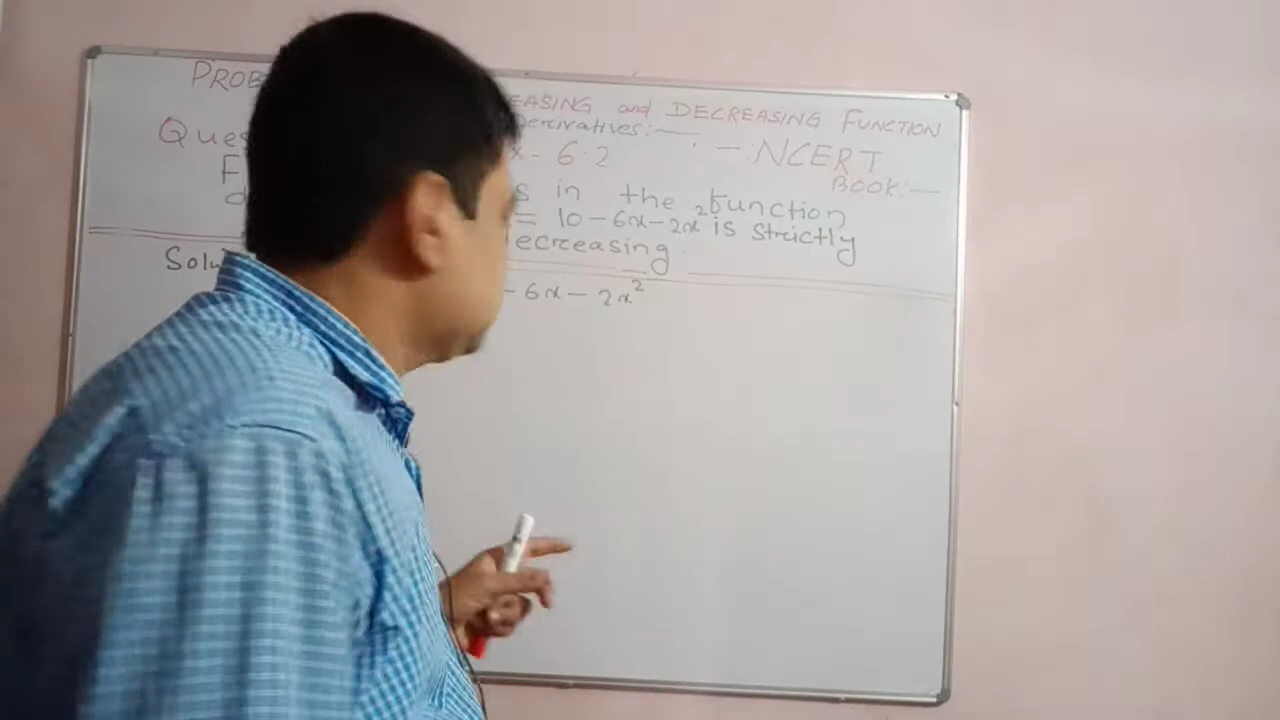 PROB EASING and DECREASING FUNCTION
Derivatives:—
Ques x- 6.2 - NCERT
BOOK:—
F s in the function
d = 10-6x-2x² is strictly
ecreasing
Solu - 6x - 2x²